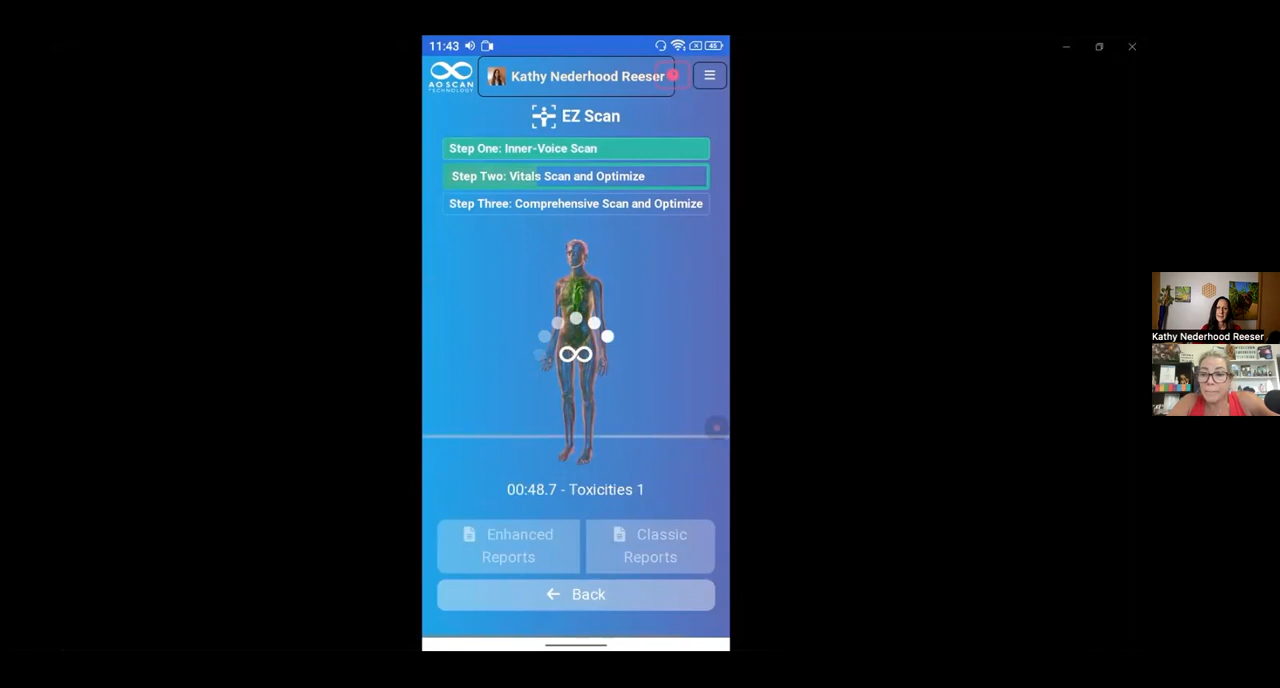 11:43
45
AO SCAN
TECHNOLOGY
Kathy Nederhood Reeser
EZ Scan
Step One: Inner-Voice Scan
Step Two: Vitals Scan and Optimize
Step Three: Comprehensive Scan and Optimize
00:48.7 - Toxicities 1
Enhanced
Reports
Classic
Reports
Back
Kathy Nederhood Reeser